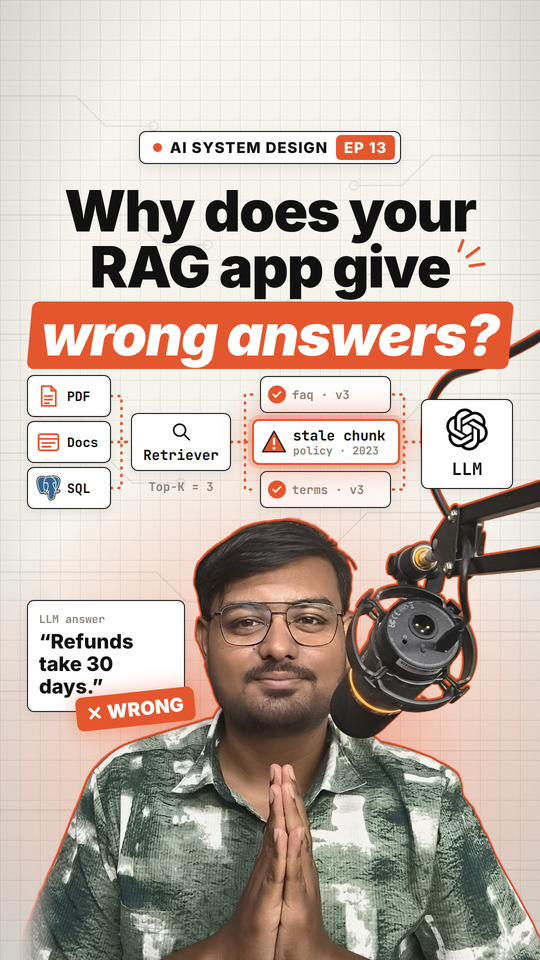 AI SYSTEM DESIGN EP 13
Why does your
RAG app give
wrong answers?
PDF
Docs
SQL
Retriever
Top-K = 3
faq · v3
stale chunk
policy · 2023
terms · v3
LLM
LLM answer
“Refunds
take 30
days.”
× WRONG